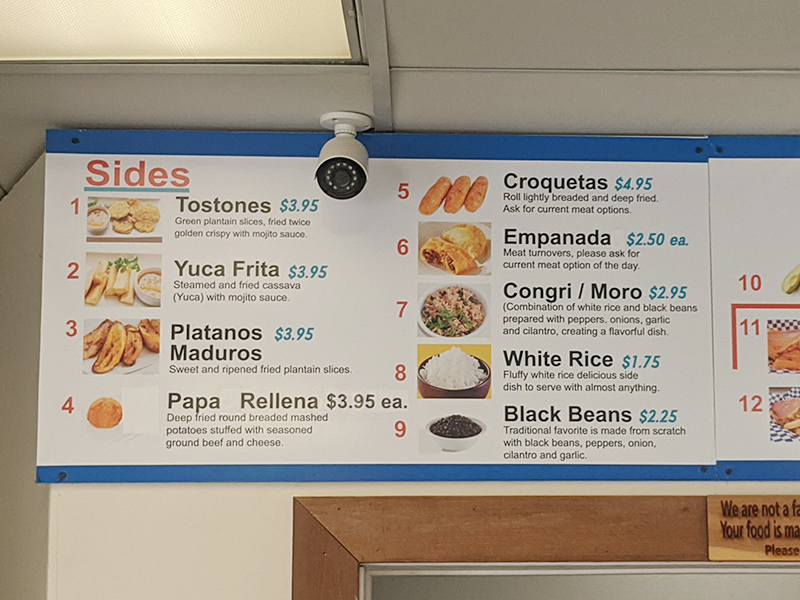 Sides
1
Tostones $3.95
Green plantain slices, fried twice
golden crispy with mojito sauce.
2
Yuca Frita $3.95
Steamed and fried cassava
(Yuca) with mojito sauce.
3
Platanos $3.95
Maduros
Sweet and ripened fried plantain slices.
4
Papa Rellena $3.95 ea.
Deep fried round breaded mashed
potatoes stuffed with seasoned
ground beef and cheese.
5
Croquetas $4.95
Roll lightly breaded and deep fried.
Ask for current meat options.
6
Empanada $2.50 ea.
Meat turnovers, please ask for
current meat option of the day.
7
Congri / Moro $2.95
(Combination of white rice and black beans
prepared with peppers, onions, garlic
and cilantro, creating a flavorful dish.
8
White Rice $1.75
Fluffy white rice delicious side
dish to serve with almost anything.
9
Black Beans $2.25
Traditional favorite is made from scratch
with black beans, peppers, onion,
cilantro and garlic.
10
11
12
We are not a fa
Your food is ma
Please